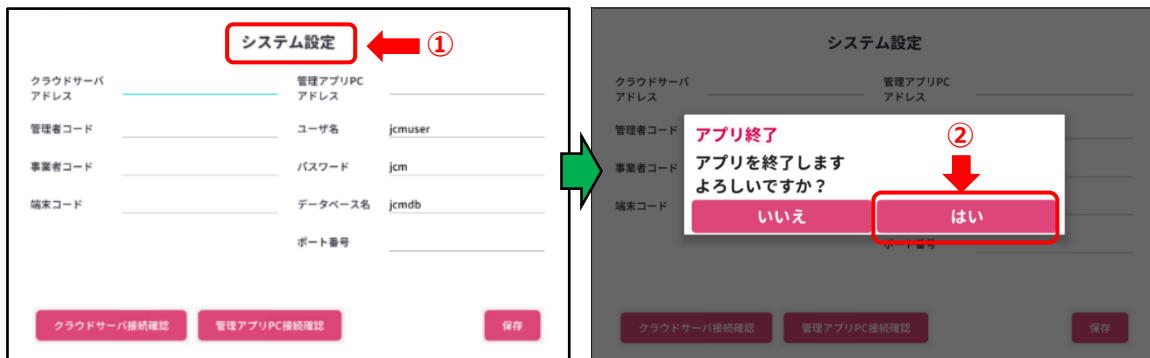 システム設定
①
クラウドサーバ
アドレス
管理アプリPC
アドレス
管理者コード
ユーザ名
jcmuser
事業者コード
パスワード
jcm
端末コード
データベース名
jcmdb
ポート番号
クラウドサーバ接続確認
管理アプリPC接続確認
保存
システム設定
クラウドサーバ
アドレス
管理アプリPC
アドレス
管理者コード
アプリ終了
②
事業者コード
アプリを終了します
よろしいですか？
端末コード
いいえ
はい
ポート番号
クラウドサーバ接続確認
管理アプリPC接続確認
保存